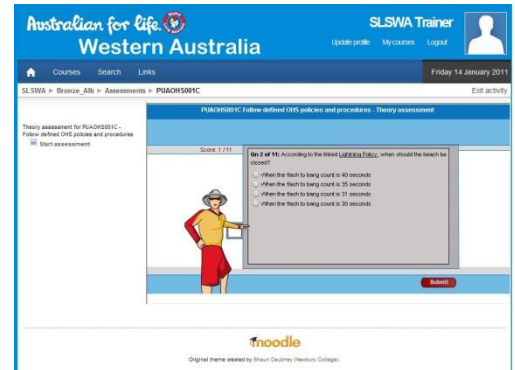 Australian for life.
Western Australia
SLSWA Trainer
Update profile My courses Logout
Courses Search Links
Friday 14 January 2011
SLSWA ► Bronze_Alb ► Assessments ► PUAOHS001C
Exit activity
PUAOHS001C Follow defined OHS policies and procedures - Theory assessment
Theory assessment for PUAOHS001C -
Follow defined OHS policies and procedures
Start assessment
Score: 1 / 11
Qn 2 of 11: According to the linked Lightning Policy, when should the beach be
closed?
When the flash to bang count is 40 seconds
When the flash to bang count is 35 seconds
When the flash to bang count is 31 seconds
When the flash to bang count is 30 seconds
Submit
moodle
Original theme created by Shaun Daubney (Newbury College).